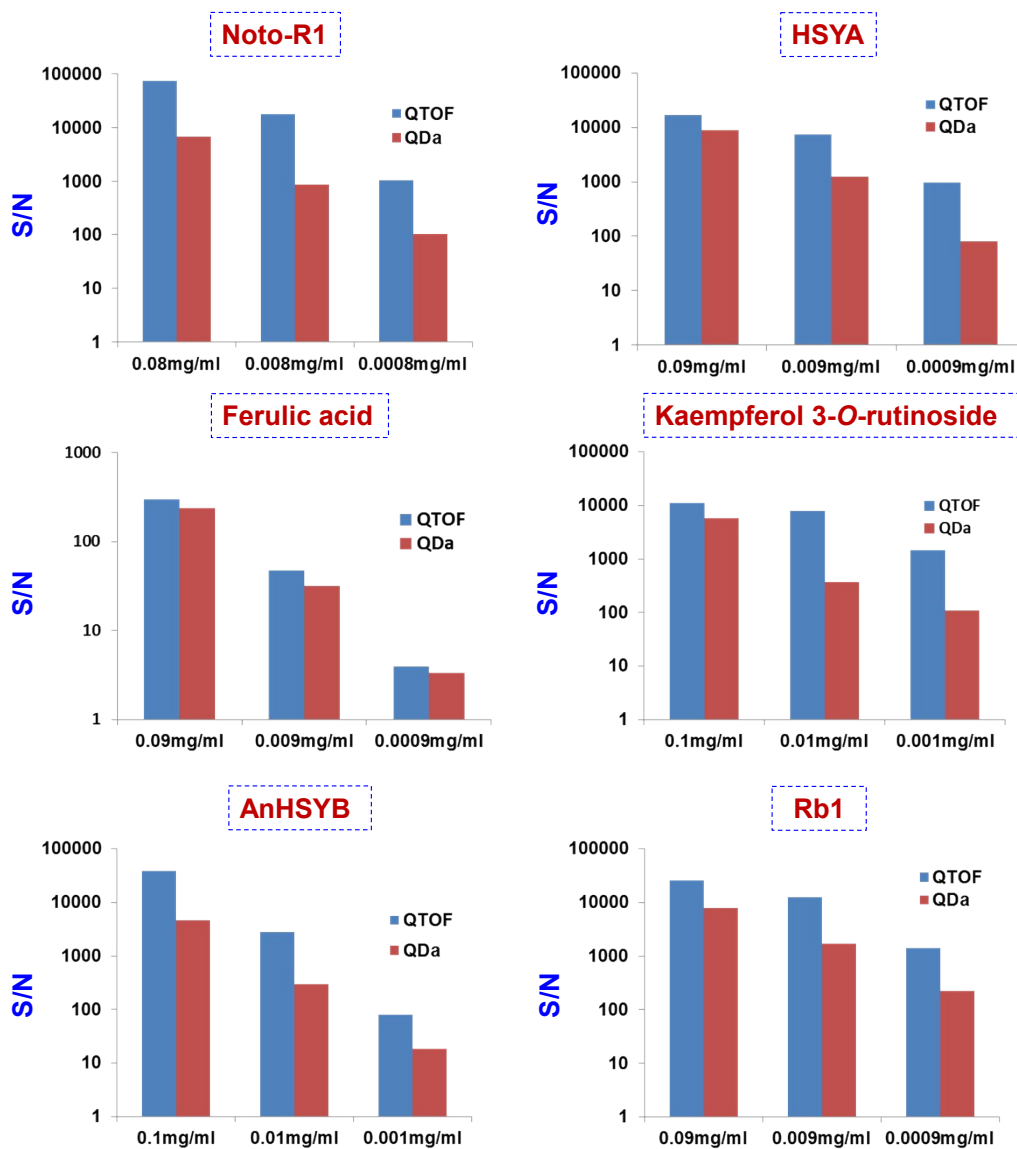 Noto-R1
100000
10000
1000
100
10
1
S/N
QTOF
QDa
0.08mg/ml 0.008mg/ml 0.0008mg/ml
HSYA
100000
10000
1000
100
10
1
S/N
QTOF
QDa
0.09mg/ml 0.009mg/ml 0.0009mg/ml
Ferulic acid
1000
100
10
1
S/N
QTOF
QDa
0.09mg/ml 0.009mg/ml 0.0009mg/ml
Kaempferol 3-O-rutinoside
100000
10000
1000
100
10
1
S/N
QTOF
QDa
0.1mg/ml 0.01mg/ml 0.001mg/ml
AnHSYB
100000
10000
1000
100
10
1
S/N
QTOF
QDa
0.1mg/ml 0.01mg/ml 0.001mg/ml
Rb1
100000
10000
1000
100
10
1
S/N
QTOF
QDa
0.09mg/ml 0.009mg/ml 0.0009mg/ml